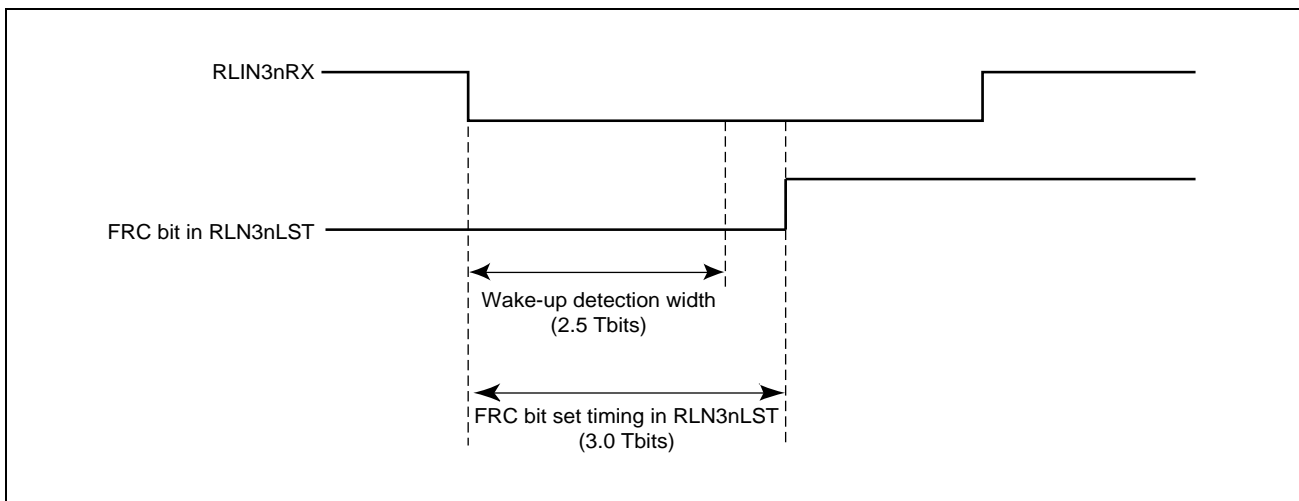 RLIN3nRX
FRC bit in RLN3nLST
Wake-up detection width
(2.5 Tbits)
FRC bit set timing in RLN3nLST
(3.0 Tbits)